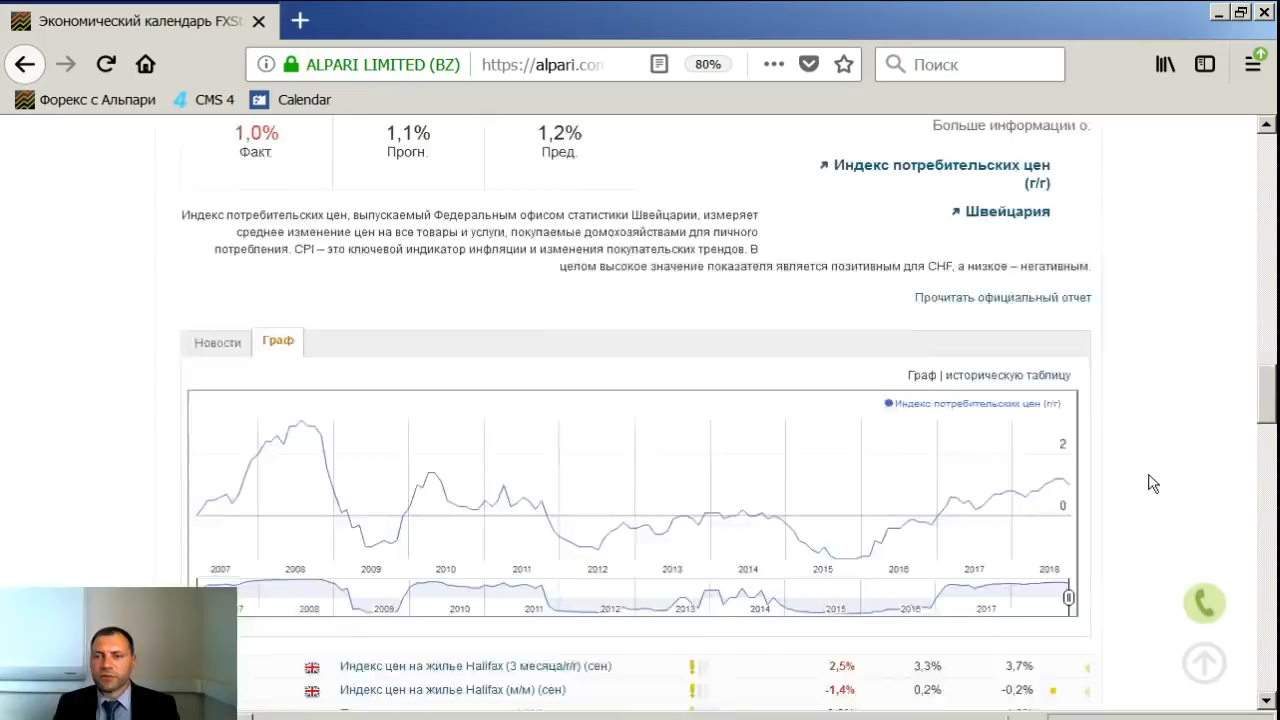 Экономический календарь FXSt
ALPARI LIMITED (BZ)
https://alpari.con
80%
Поиск
Форекс с Альпари
CMS 4
Calendar
1,0%
1,1%
1,2%
Факт.
Прогн.
Пред.
Больше информации о:
Индекс потребительских цен
(г/г)
Швейцария
Индекс потребительских цен, выпускаемый Федеральным офисом статистики Швейцарии, измеряет
среднее изменение цен на все товары и услуги, покупаемые домохозяйствами для личного
потребления. CPI – это ключевой индикатор инфляции и изменения покупательских трендов. В
целом высокое значение показателя является позитивным для CHF, а низкое – негативным.
Прочитать официальный отчет
Новости
Граф
Граф | историческую таблицу
Индекс потребительских цен (г/г)
2
0
2007 2008 2009 2010 2011 2012 2013 2014 2015 2016 2017 2018
7 2008 2009 2010 2011 2012 2013 2014 2015 2016 2017
Индекс цен на жилье Halifax (3 месяца/г/г) (сен) 2,5% 3,3% 3,7%
Индекс цен на жилье Halifax (м/м) (сен) -1,4% 0,2% -0,2%